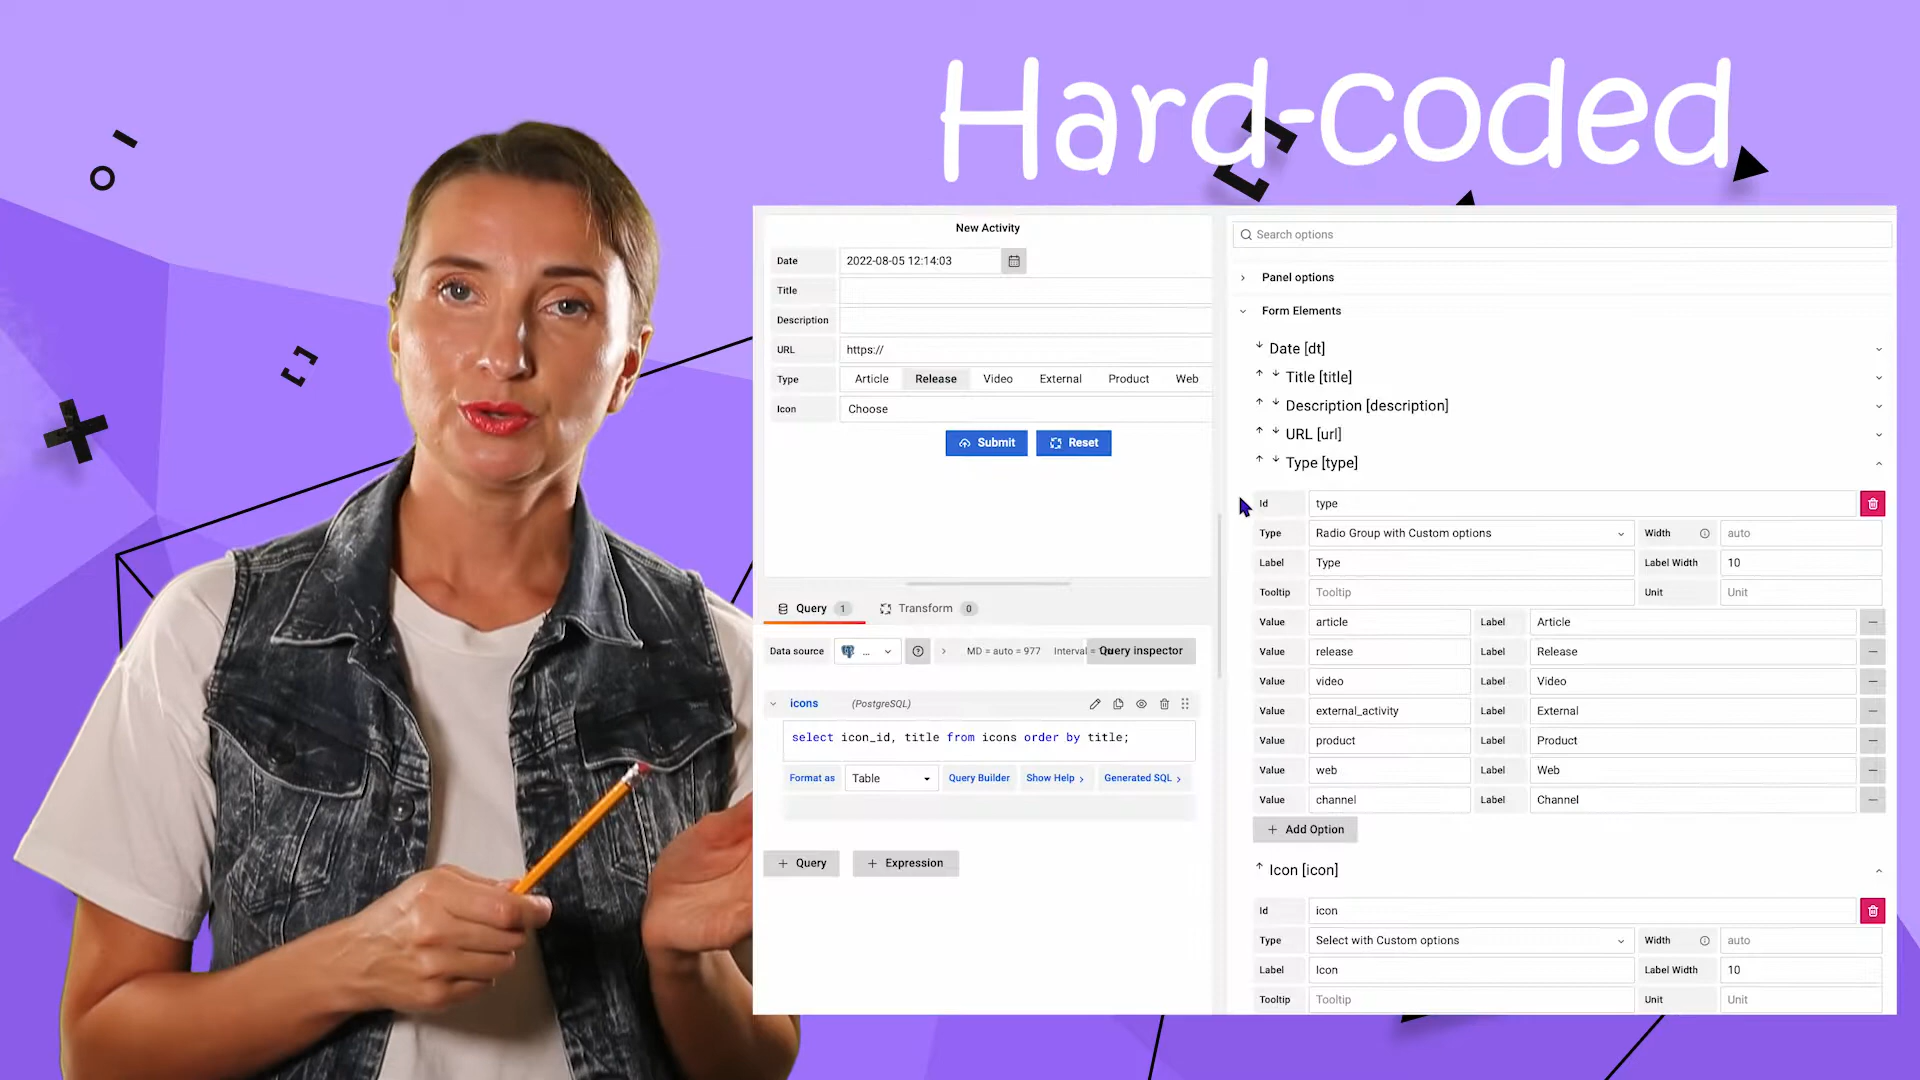 Hard-coded
New Activity
Date 2022-08-05 12:14:03
Title
Description
URL https://
Type Article Release Video External Product Web
Icon Choose
Submit Reset
Query 1 Transform 0
Data source ... MD = auto = 977 Interval = Query inspector
icons (PostgreSQL)
select icon_id, title from icons order by title;
Format as Table Query Builder Show Help Generated SQL
+ Query + Expression
Search options
Panel options
Form Elements
Date [dt]
Title [title]
Description [description]
URL [url]
Type [type]
Id type
Type Radio Group with Custom options Width auto
Label Type Label Width 10
Tooltip Tooltip Unit Unit
Value article Label Article
Value release Label Release
Value video Label Video
Value external_activity Label External
Value product Label Product
Value web Label Web
Value channel Label Channel
+ Add Option
Icon [icon]
Id icon
Type Select with Custom options Width auto
Label Icon Label Width 10
Tooltip Tooltip Unit Unit